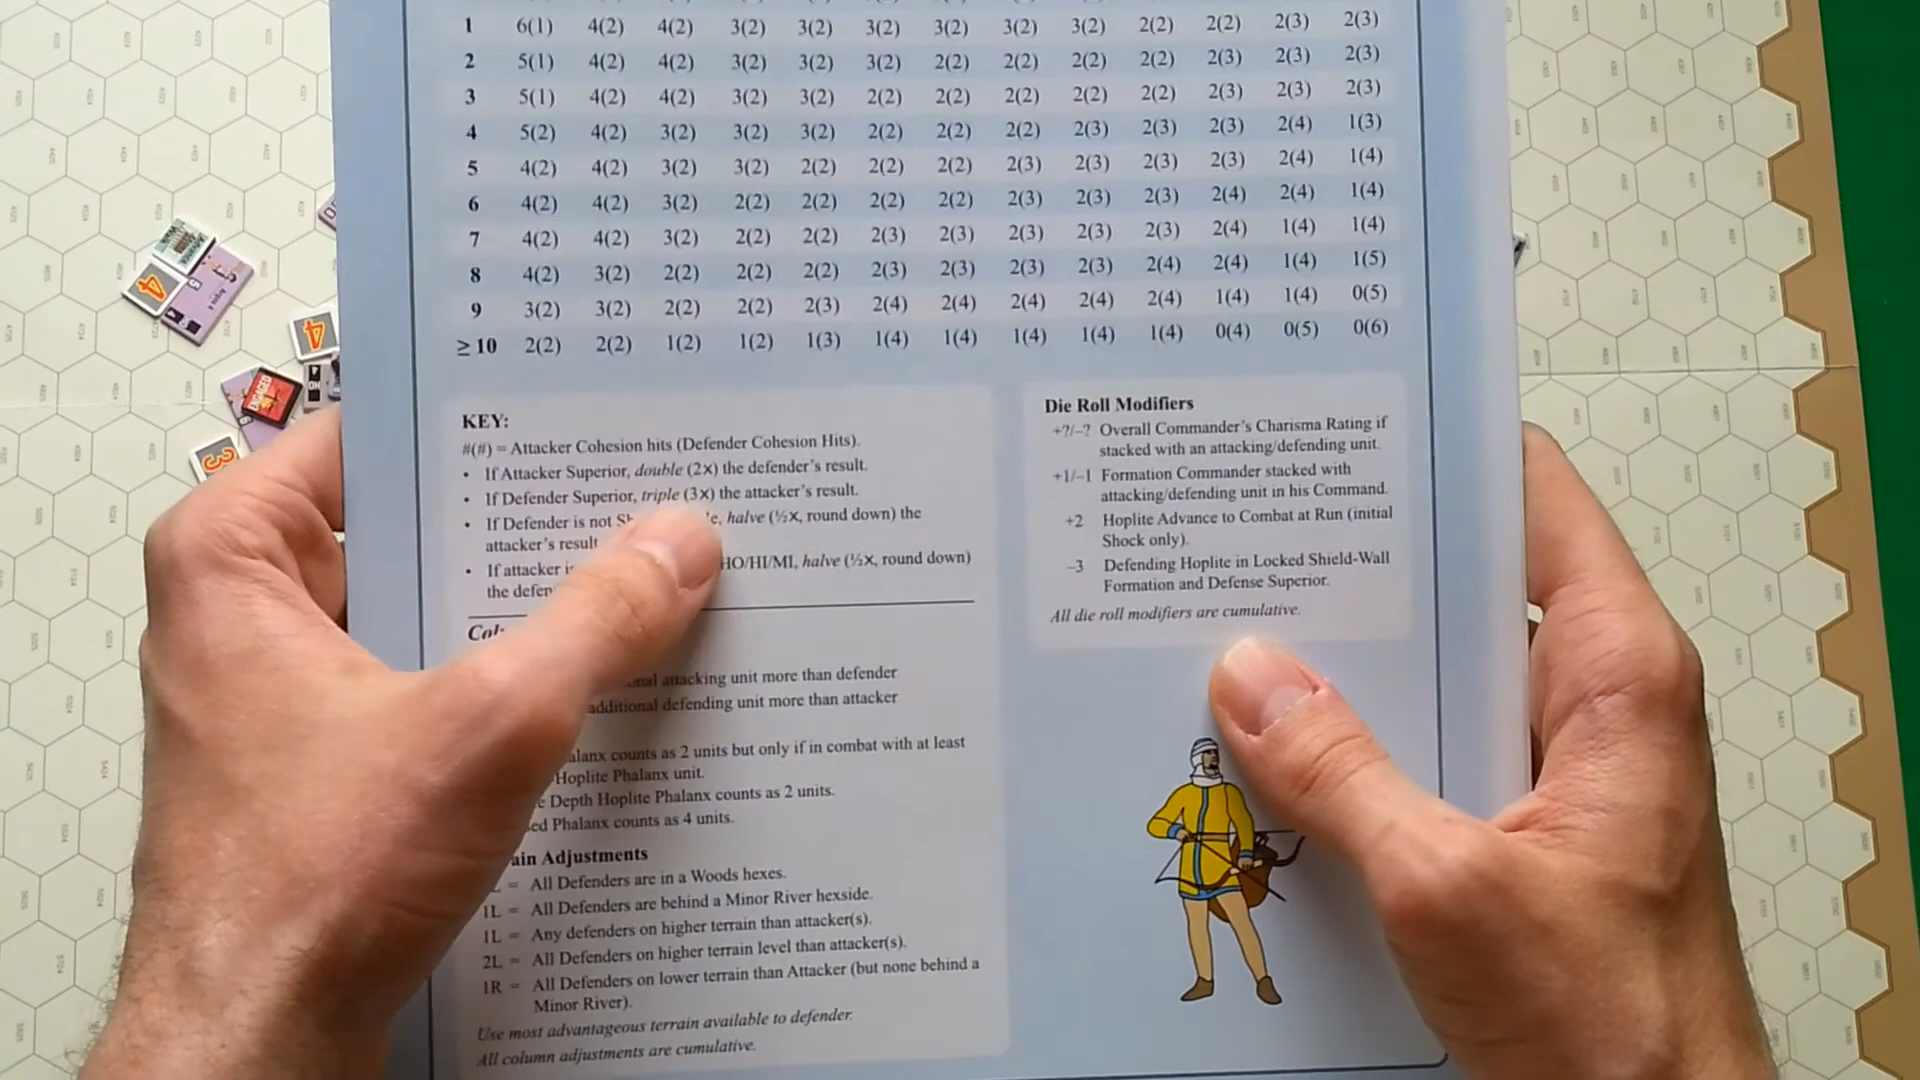 1 6(1) 4(2) 4(2) 3(2) 3(2) 3(2) 3(2) 3(2) 3(2) 2(2) 2(2) 2(3) 2(3)
2 5(1) 4(2) 4(2) 3(2) 3(2) 3(2) 2(2) 2(2) 2(2) 2(2) 2(3) 2(3) 2(3)
3 5(1) 4(2) 4(2) 3(2) 3(2) 2(2) 2(2) 2(2) 2(2) 2(2) 2(3) 2(3) 2(3)
4 5(2) 4(2) 3(2) 3(2) 3(2) 2(2) 2(2) 2(2) 2(3) 2(3) 2(3) 2(4) 1(3)
5 4(2) 4(2) 3(2) 3(2) 2(2) 2(2) 2(2) 2(3) 2(3) 2(3) 2(3) 2(4) 1(4)
6 4(2) 4(2) 3(2) 2(2) 2(2) 2(2) 2(2) 2(3) 2(3) 2(3) 2(4) 2(4) 1(4)
7 4(2) 4(2) 3(2) 2(2) 2(2) 2(3) 2(3) 2(3) 2(3) 2(3) 2(4) 1(4) 1(4)
8 4(2) 3(2) 2(2) 2(2) 2(2) 2(3) 2(3) 2(3) 2(3) 2(4) 2(4) 1(4) 1(5)
9 3(2) 3(2) 2(2) 2(2) 2(3) 2(4) 2(4) 2(4) 2(4) 2(4) 1(4) 1(4) 0(5)
≥ 10 2(2) 2(2) 1(2) 1(2) 1(3) 1(4) 1(4) 1(4) 1(4) 1(4) 0(4) 0(5) 0(6)
KEY:
#(#) = Attacker Cohesion hits (Defender Cohesion Hits).
• If Attacker Superior, double (2x) the defender's result.
• If Defender Superior, triple (3x) the attacker's result.
• If Defender is not halve (½x, round down) the
attacker's result
• If attacker HO/HI/MI, halve (½x, round down)
the
attacking unit more than defender
additional defending unit more than attacker
counts as 2 units but only if in combat with at least
Hoplite Phalanx unit.
Depth Hoplite Phalanx counts as 2 units.
Phalanx counts as 4 units.
Adjustments
= All Defenders are in a Woods hexes.
1L = All Defenders are behind a Minor River hexside.
1L = Any defenders on higher terrain than attacker(s).
2L = All Defenders on higher terrain level than attacker(s).
1R = All Defenders on lower terrain than Attacker (but none behind a
Minor River).
Use most advantageous terrain available to defender.
All column adjustments are cumulative.
Die Roll Modifiers
+?/–? Overall Commander's Charisma Rating if
stacked with an attacking/defending unit.
+1/–1 Formation Commander stacked with
attacking/defending unit in his Command.
+2 Hoplite Advance to Combat at Run (initial
Shock only).
–3 Defending Hoplite in Locked Shield-Wall
Formation and Defense Superior.
All die roll modifiers are cumulative.
4
4
ENGAGED
3